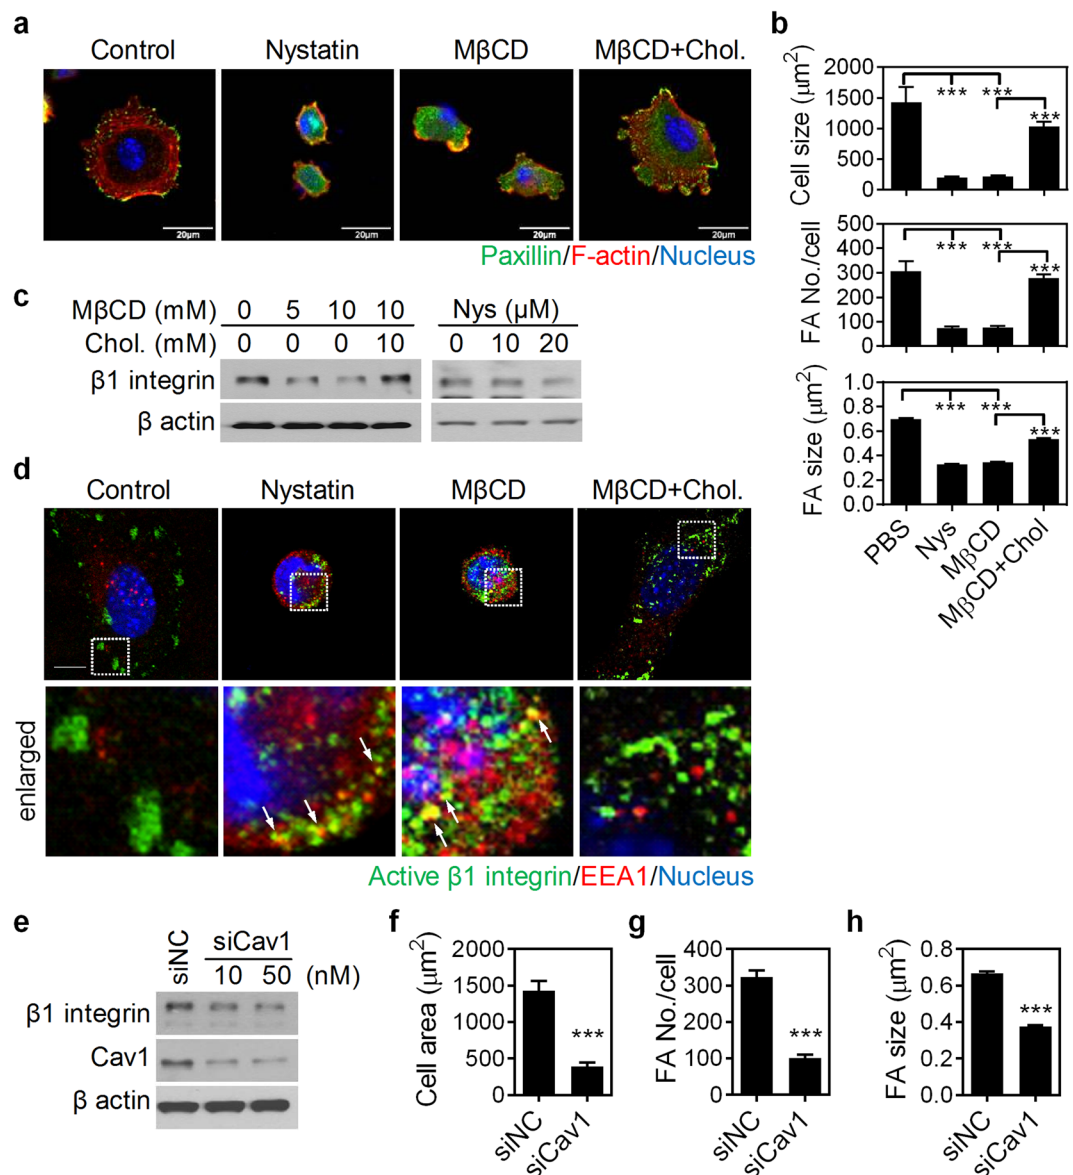 a
Control Nystatin MβCD MβCD+Chol.
20μm 20μm 20μm 20μm
Paxillin/F-actin/Nucleus
b
Cell size (μm²)
2000
1500
1000
500
0
*** *** ***
FA No./cell
500
400
300
200
100
0
*** *** ***
FA size (μm²)
1.0
0.8
0.6
0.4
0.2
0.0
*** *** ***
PBS Nys MβCD MβCD+Chol
c
MβCD (mM) 0 5 10 10 Nys (μM)
Chol. (mM) 0 0 0 10 0 10 20
β1 integrin
β actin
d
Control Nystatin MβCD MβCD+Chol.
enlarged
Active β1 integrin/EEA1/Nucleus
e
siNC siCav1
10 50 (nM)
β1 integrin
Cav1
β actin
f
Cell area (μm²)
2000
1500
1000
500
0
***
siNC siCav1
g
FA No./cell
400
300
200
100
0
***
siNC siCav1
h
FA size (μm²)
0.8
0.6
0.4
0.2
0.0
***
siNC siCav1